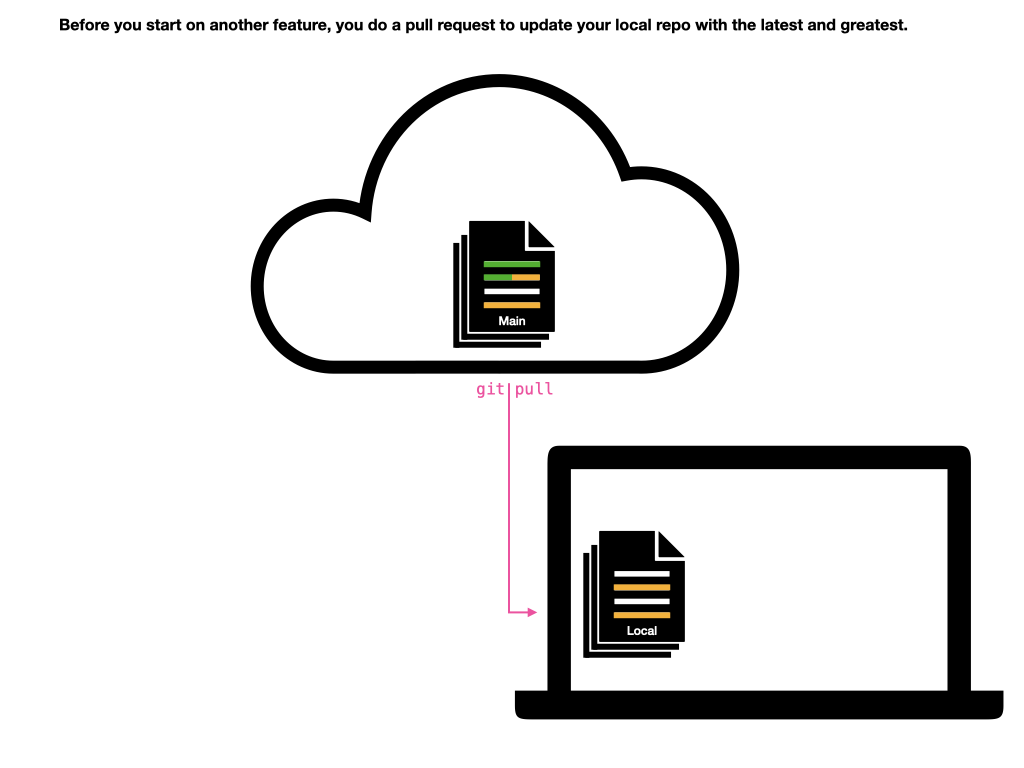 Before you start on another feature, you do a pull request to update your local repo with the latest and greatest.
Main
git pull
Local